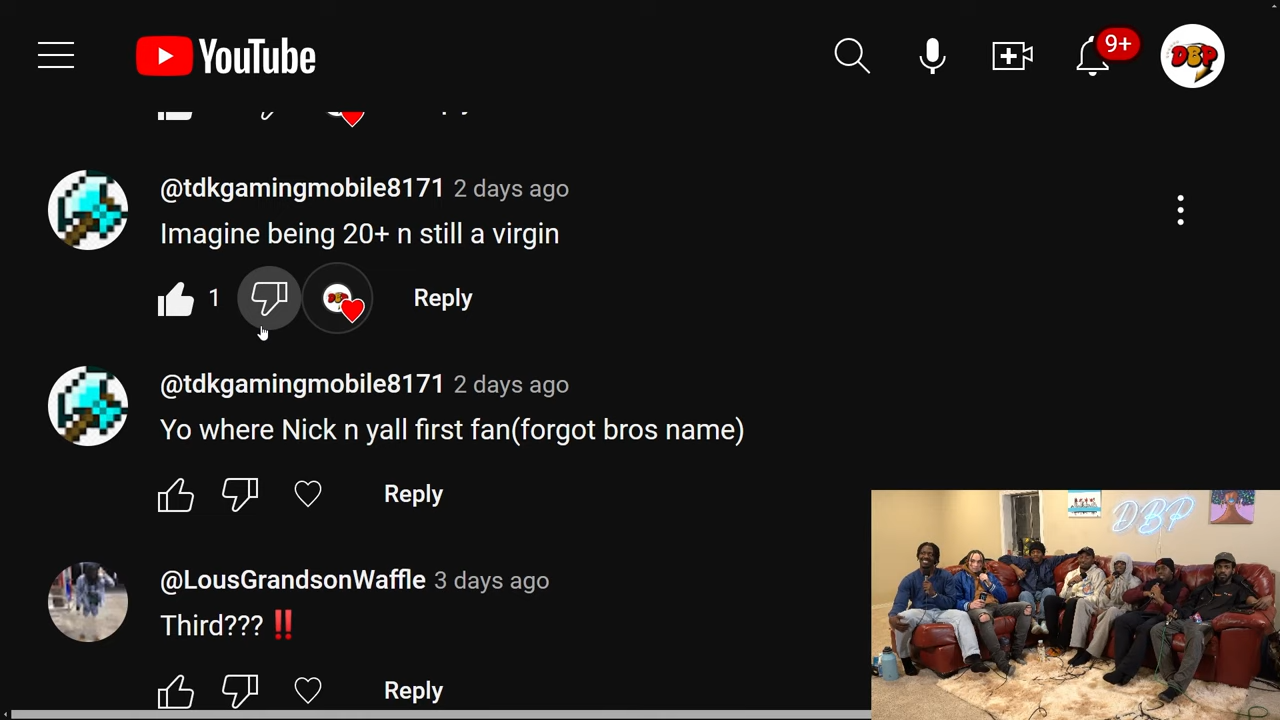 YouTube
9+
DBP
@tdkgamingmobile8171 2 days ago
Imagine being 20+ n still a virgin
1
Reply
@tdkgamingmobile8171 2 days ago
Yo where Nick n yall first fan(forgot bros name)
Reply
DBP
@LousGrandsonWaffle 3 days ago
Third??? ‼️
Reply